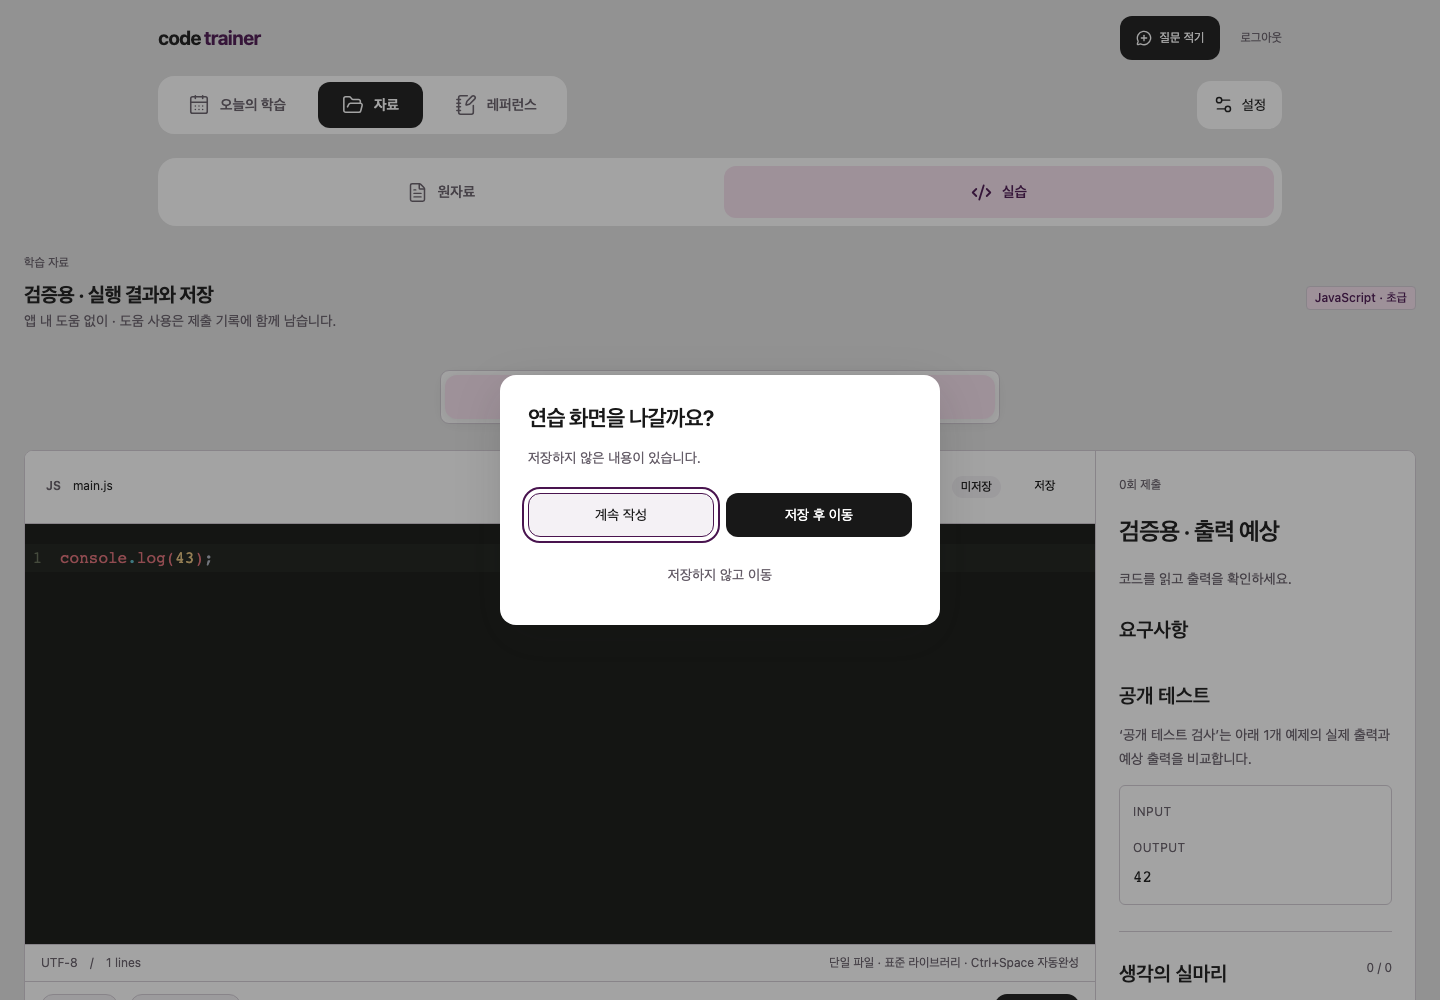 code trainer
질문 적기
로그아웃
오늘의 학습
자료
레퍼런스
설정
원자료
실습
학습 자료
검증용 · 실행 결과와 저장
앱 내 도움 없이 · 도움 사용은 제출 기록에 함께 남습니다.
JavaScript · 초급
연습 화면을 나갈까요?
저장하지 않은 내용이 있습니다.
계속 작성
저장 후 이동
저장하지 않고 이동
JS main.js
미저장
저장
1 console.log(43);
UTF-8 / 1 lines
단일 파일 · 표준 라이브러리 · Ctrl+Space 자동완성
0회 제출
검증용 · 출력 예상
코드를 읽고 출력을 확인하세요.
요구사항
공개 테스트
‘공개 테스트 검사’는 아래 1개 예제의 실제 출력과
예상 출력을 비교합니다.
INPUT
OUTPUT
42
생각의 실마리
0 / 0